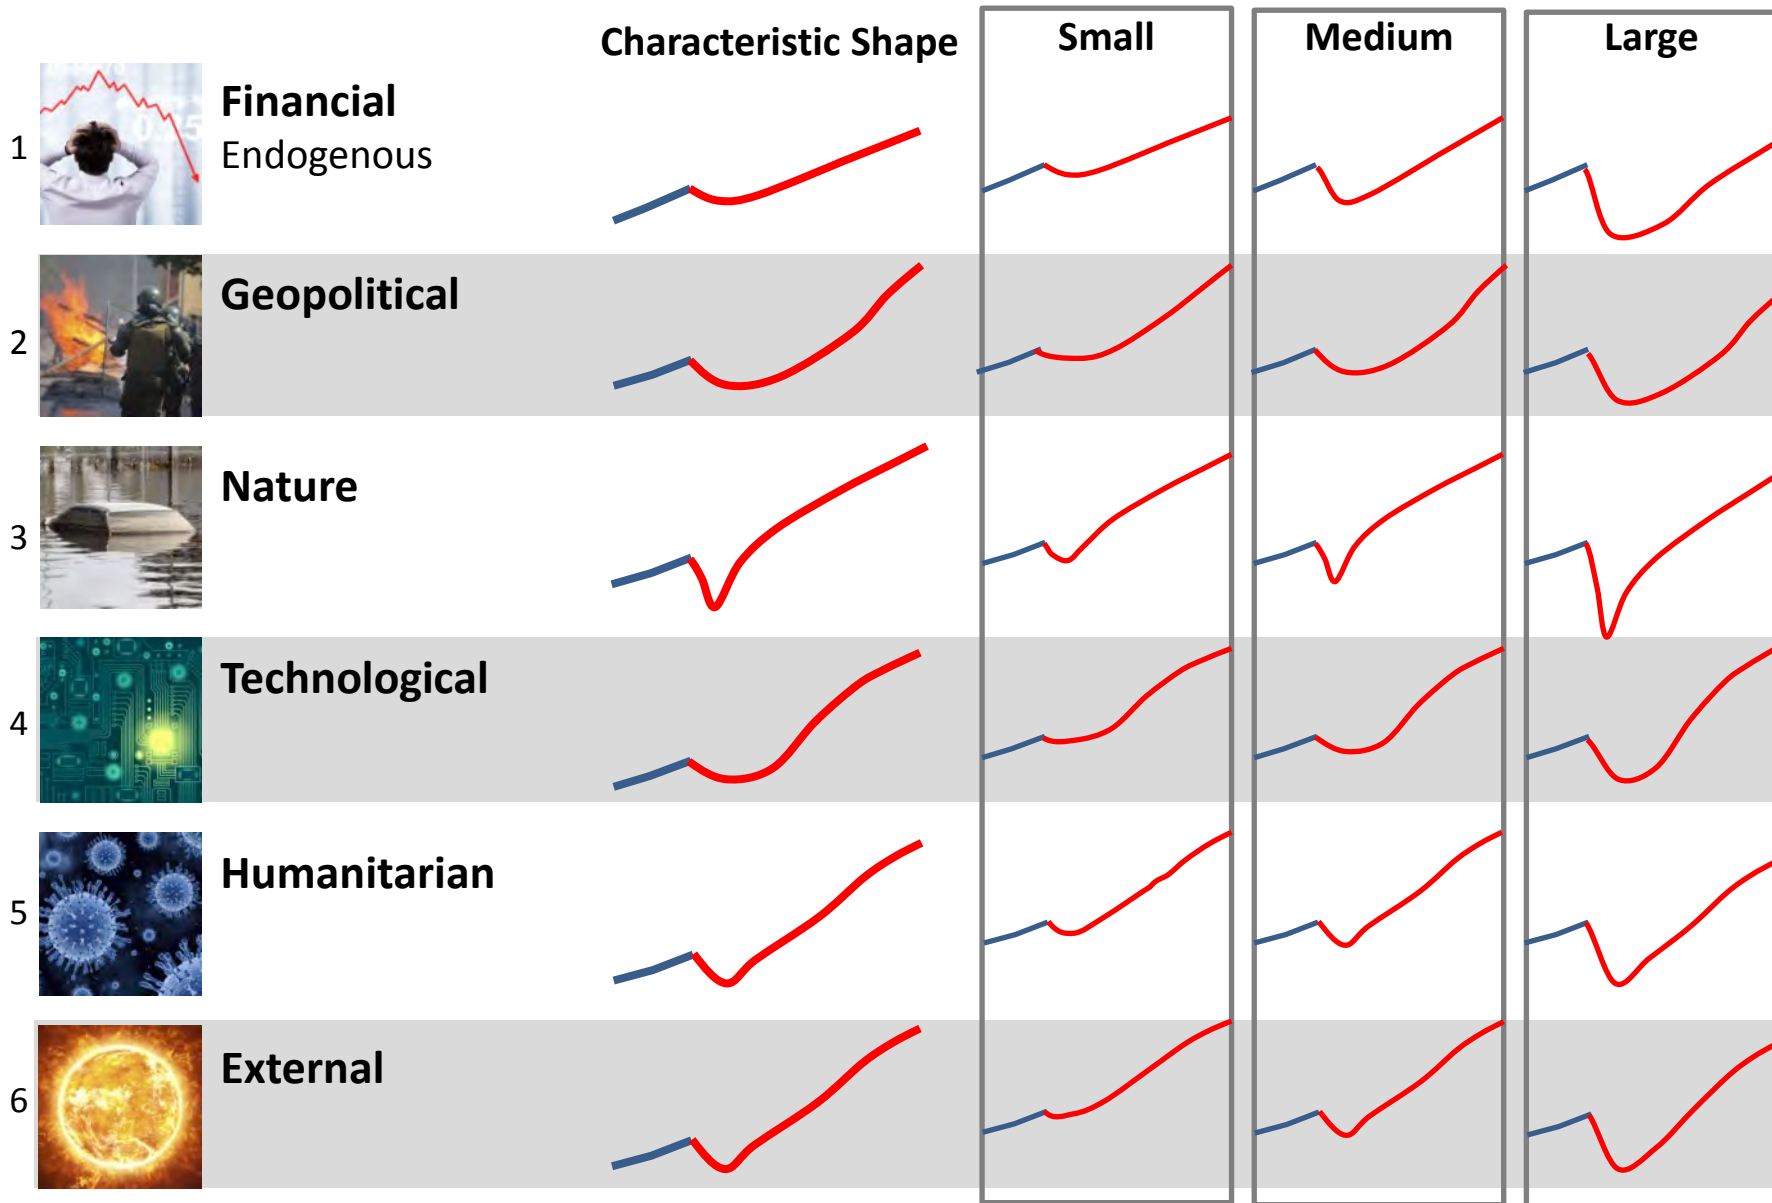 Characteristic Shape
Small
Medium
Large
1
Financial
Endogenous
2
Geopolitical
3
Nature
4
Technological
5
Humanitarian
6
External